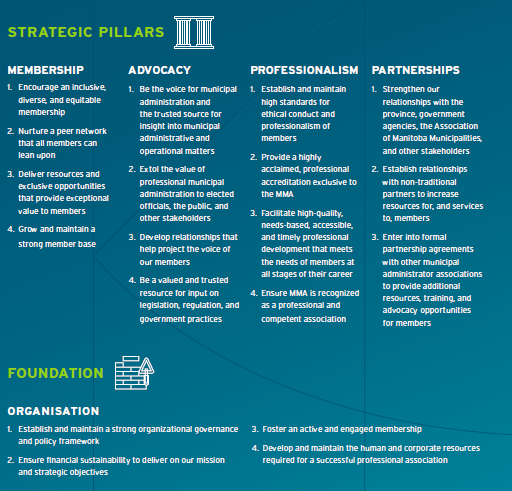 STRATEGIC PILLARS
MEMBERSHIP
1. Encourage an inclusive,
diverse, and equitable
membership
2. Nurture a peer network
that all members can
lean upon
3. Deliver resources and
exclusive opportunities
that provide exceptional
value to members
4. Grow and maintain a
strong member base
ADVOCACY
1. Be the voice for municipal
administration and
the trusted source for
insight into municipal
administrative and
operational matters
2. Extol the value of
professional municipal
administration to elected
officials, the public, and
other stakeholders
3. Develop relationships that
help project the voice of
our members
4. Be a valued and trusted
resource for input on
legislation, regulation, and
government practices
PROFESSIONALISM
1. Establish and maintain
high standards for
ethical conduct and
professionalism of
members
2. Provide a highly
acclaimed, professional
accreditation exclusive to
the MMA
3. Facilitate high-quality,
needs-based, accessible,
and timely professional
development that meets
the needs of members at
all stages of their career
4. Ensure MMA is recognized
as a professional and
competent association
PARTNERSHIPS
1. Strengthen our
relationships with the
province, government
agencies, the Association
of Manitoba Municipalities,
and other stakeholders
2. Establish relationships
with non-traditional
partners to increase
resources for, and services
to, members
3. Enter into formal
partnership agreements
with other municipal
administrator associations
to provide additional
resources, training, and
advocacy opportunities
for members
FOUNDATION
ORGANISATION
1. Establish and maintain a strong organizational governance
and policy framework
2. Ensure financial sustainability to deliver on our mission
and strategic objectives
3. Foster an active and engaged membership
4. Develop and maintain the human and corporate resources
required for a successful professional association